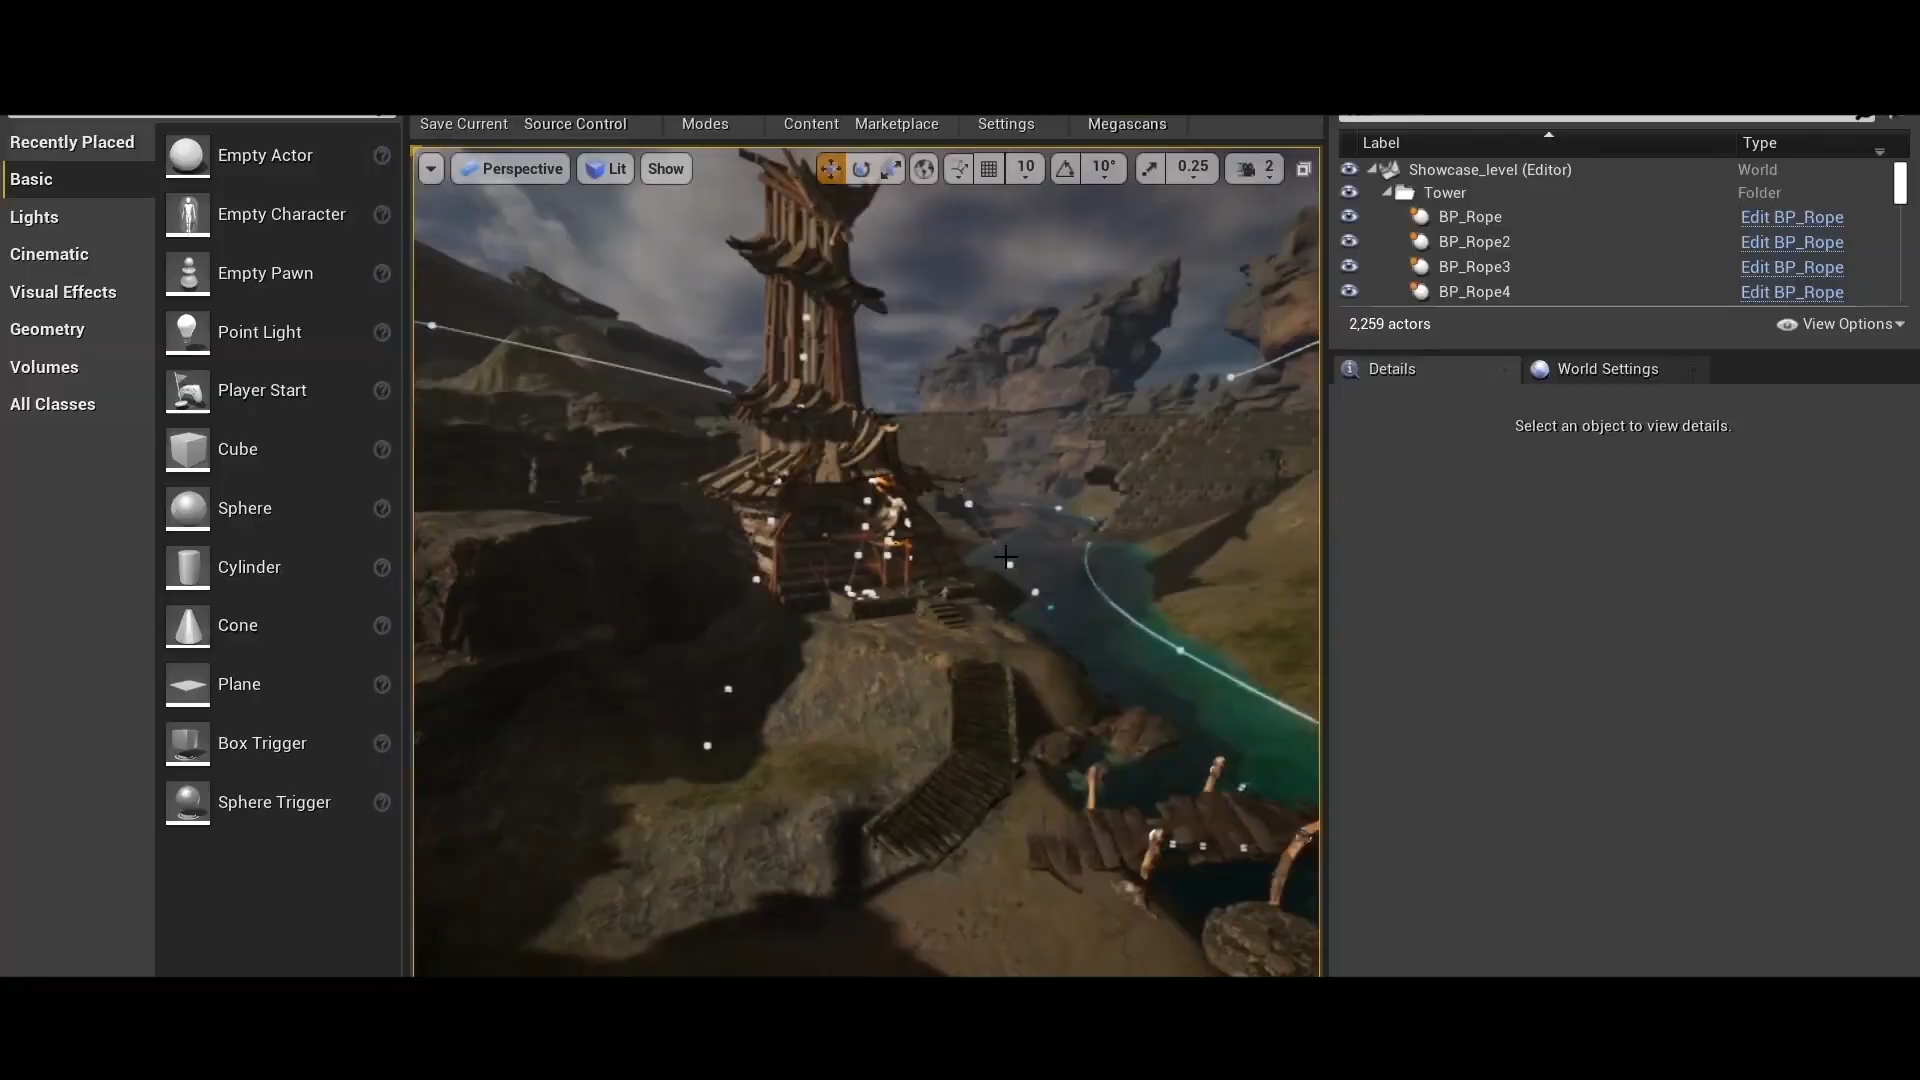 Save Current Source Control Modes Content Marketplace Settings Megascans
Recently Placed
Basic
Lights
Cinematic
Visual Effects
Geometry
Volumes
All Classes
Empty Actor
Empty Character
Empty Pawn
Point Light
Player Start
Cube
Sphere
Cylinder
Cone
Plane
Box Trigger
Sphere Trigger
Perspective Lit Show 10 10° 0.25 2
Label Type
Showcase_level (Editor) World
Tower Folder
BP_Rope Edit BP_Rope
BP_Rope2 Edit BP_Rope
BP_Rope3 Edit BP_Rope
BP_Rope4 Edit BP_Rope
2,259 actors View Options
Details World Settings
Select an object to view details.